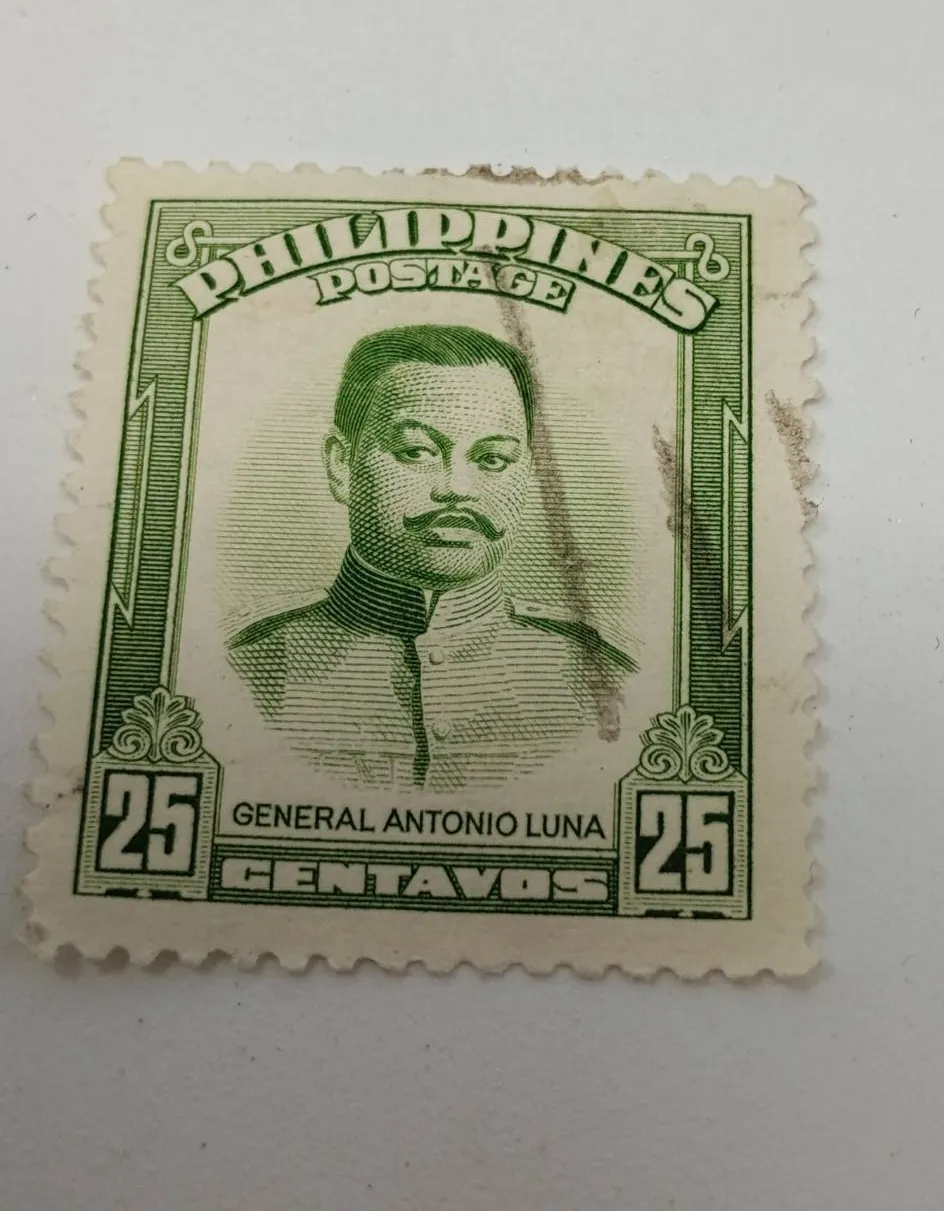 PHILIPPINES
POSTAGE
GENERAL ANTONIO LUNA
25 CENTAVOS 25